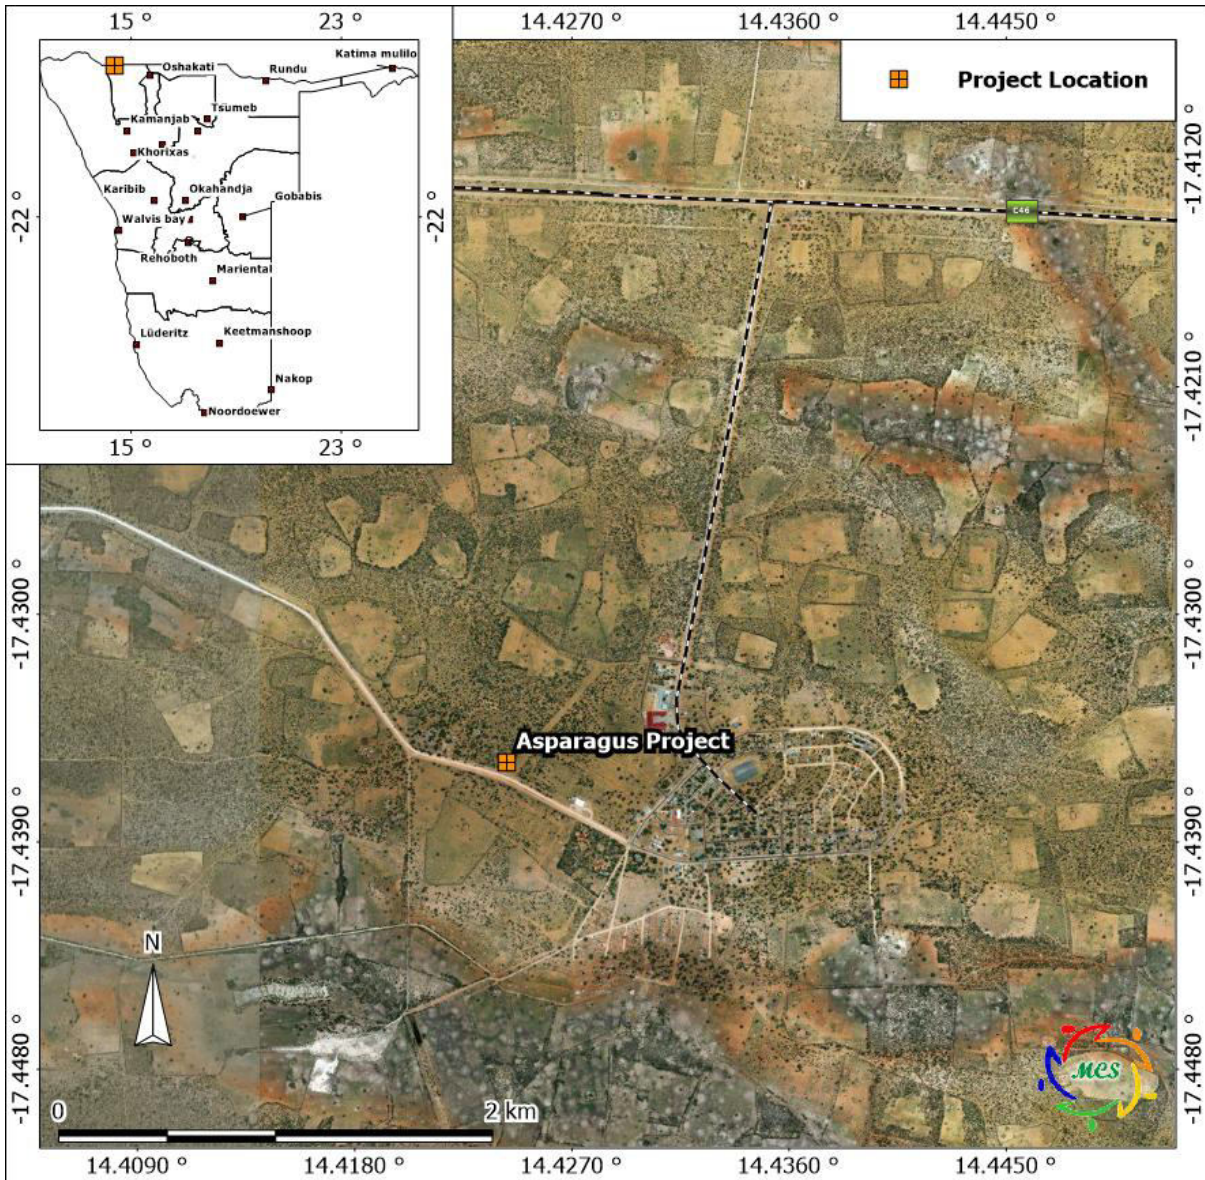 15 °
23 °
14.4270 °
14.4360 °
14.4450 °
Katima mulilo
Oshakati
Rundu
Tsumeb
Kamanjab
Khorixas
Karibib
Okahandja
Gobabis
Walvis bay
Rehoboth
Mariental
Lüderitz
Keetmanshoop
Nakop
Noordoewer
-22 °
-22 °
15 °
23 °
Project Location
-17.4120 °
C46
-17.4210 °
-17.4300 °
-17.4300 °
Asparagus Project
-17.4390 °
-17.4390 °
N
MCS
-17.4480 °
-17.4480 °
0
2 km
14.4090 °
14.4180 °
14.4270 °
14.4360 °
14.4450 °